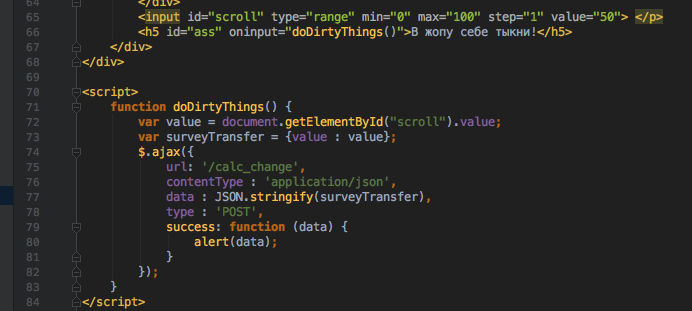 64 </div>
65 <input id="scroll" type="range" min="0" max="100" step="1" value="50"> </p>
66 <h5 id="ass" oninput="doDirtyThings()">В жопу себе тыкни!</h5>
67 </div>
68 </div>
69
70 <script>
71 function doDirtyThings() {
72 var value = document.getElementById("scroll").value;
73 var surveyTransfer = {value : value};
74 $.ajax({
75 url: '/calc_change',
76 contentType : 'application/json',
77 data : JSON.stringify(surveyTransfer),
78 type : 'POST',
79 success: function (data) {
80 alert(data);
81 }
82 });
83 }
84 </script>